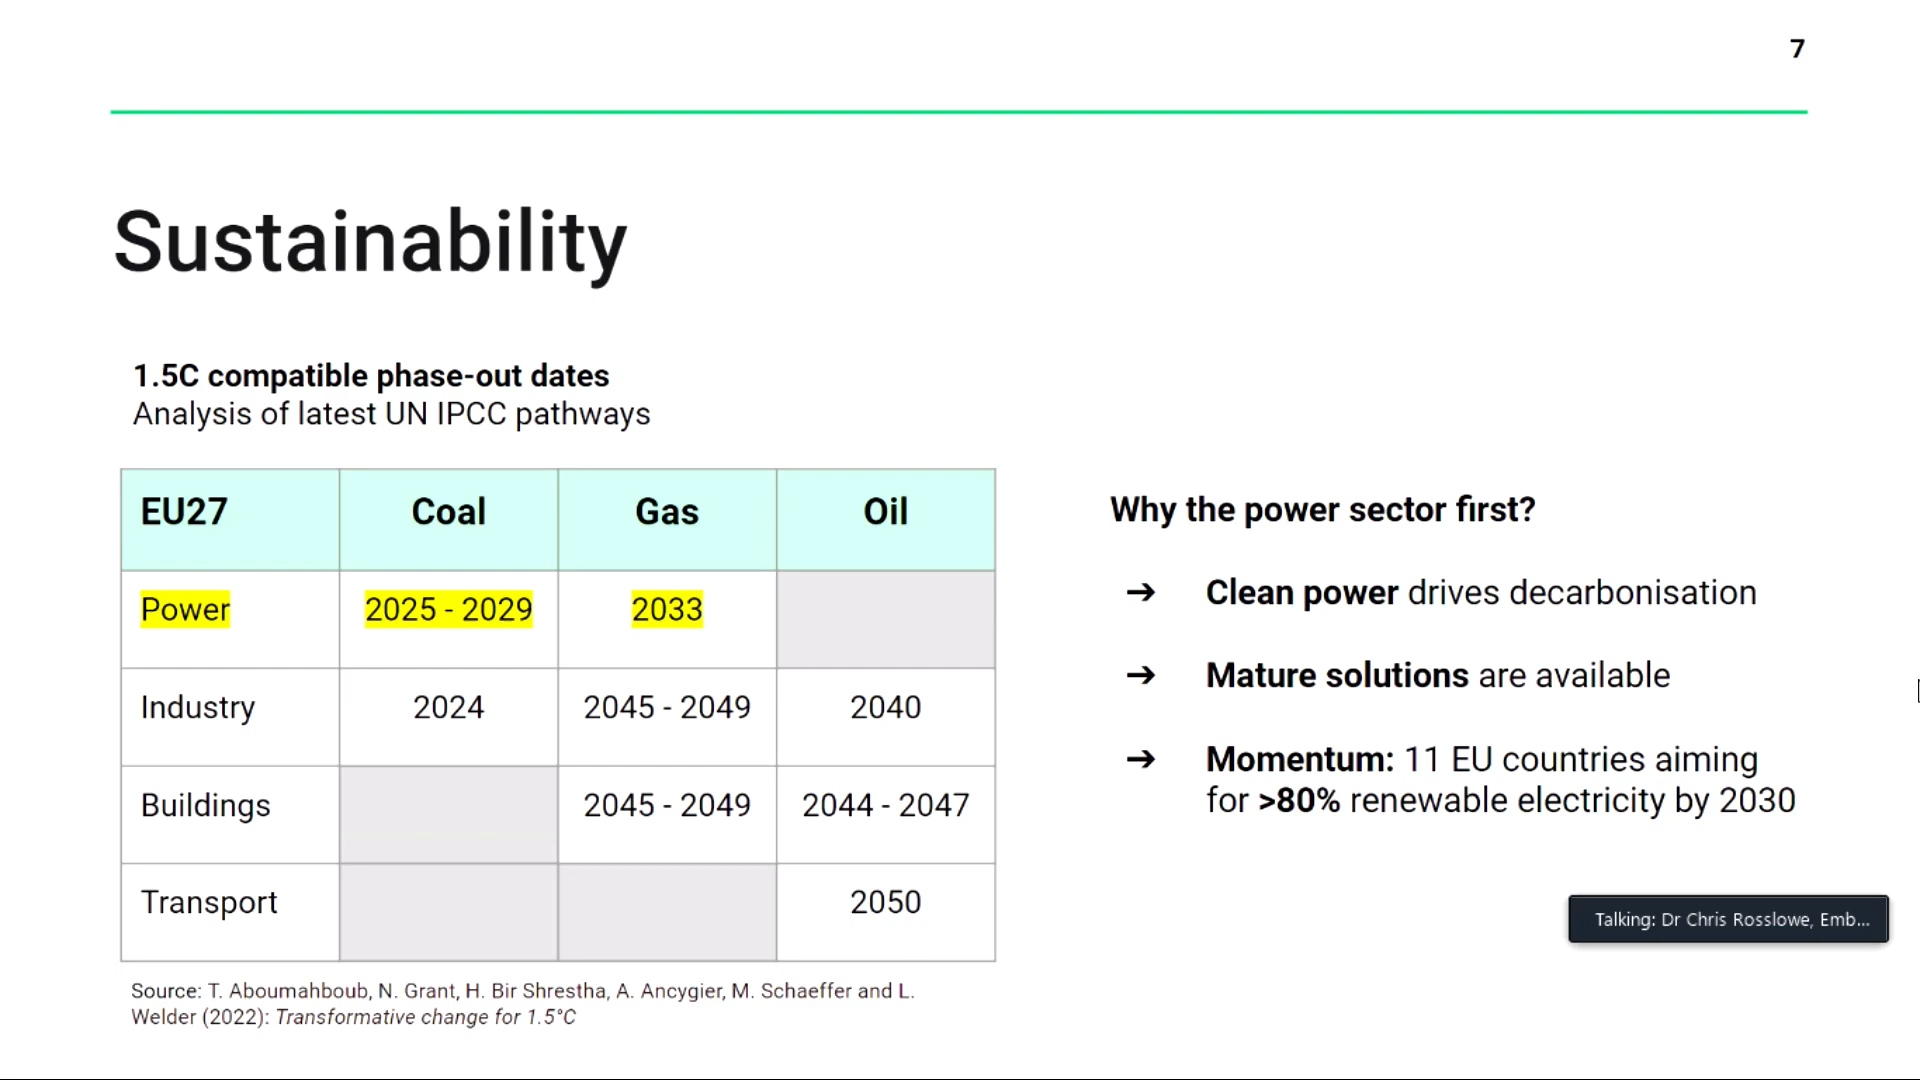 7
Sustainability
1.5C compatible phase-out dates
Analysis of latest UN IPCC pathways
EU27 Coal Gas Oil
Power 2025 - 2029 2033
Industry 2024 2045 - 2049 2040
Buildings 2045 - 2049 2044 - 2047
Transport 2050
Source: T. Aboumahboub, N. Grant, H. Bir Shrestha, A. Ancygier, M. Schaeffer and L.
Welder (2022): Transformative change for 1.5°C
Why the power sector first?
➔ Clean power drives decarbonisation
➔ Mature solutions are available
➔ Momentum: 11 EU countries aiming
for >80% renewable electricity by 2030
Talking: Dr Chris Rosslowe, Emb...